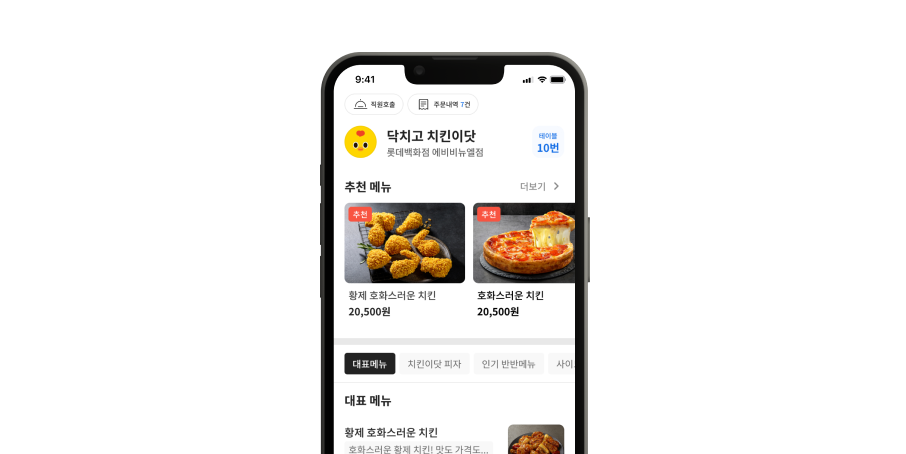 9:41
직원호출
주문내역 7건
닥치고 치킨이닷
롯데백화점 에비비뉴엘점
테이블
10번
추천 메뉴
더보기
추천
추천
황제 호화스러운 치킨
20,500원
호화스러운 치킨
20,500원
대표메뉴
치킨이닷 피자
인기 반반메뉴
사이
대표 메뉴
황제 호화스러운 치킨
호화스러운 황제 치킨! 맛도 가격도...